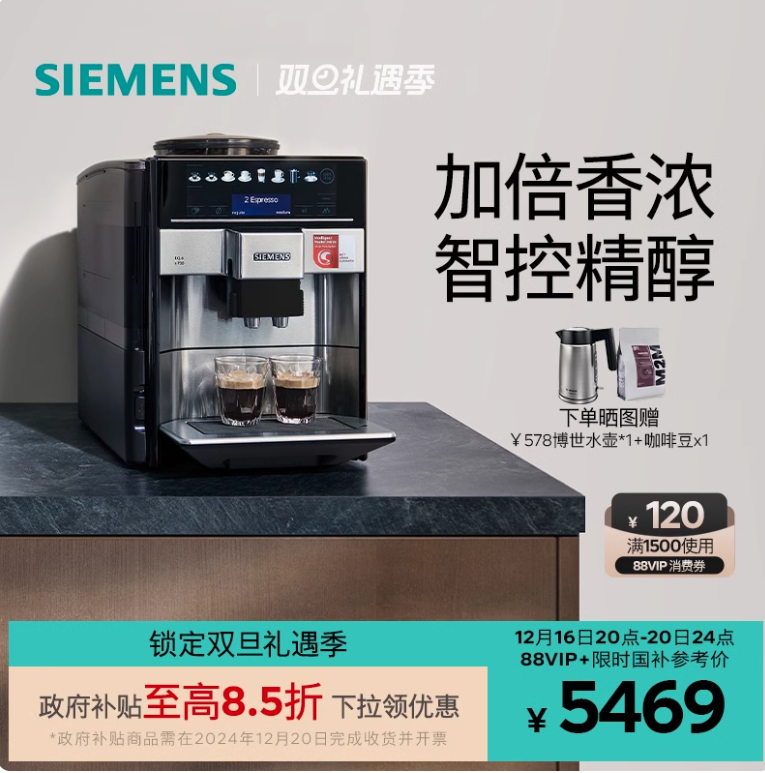 SIEMENS
双旦礼遇季
加倍香浓
智控精醇
2 Espresso
SIEMENS
EQ.6
M2M
下单晒图赠
¥578博世水壶*1+咖啡豆x1
¥ 120
满1500使用
88VIP 消费券
锁定双旦礼遇季
12月16日20点-20日24点
88VIP+限时国补参考价
¥ 5469
政府补贴至高8.5折 下拉领优惠
*政府补贴商品需在2024年12月20日完成收货并开票